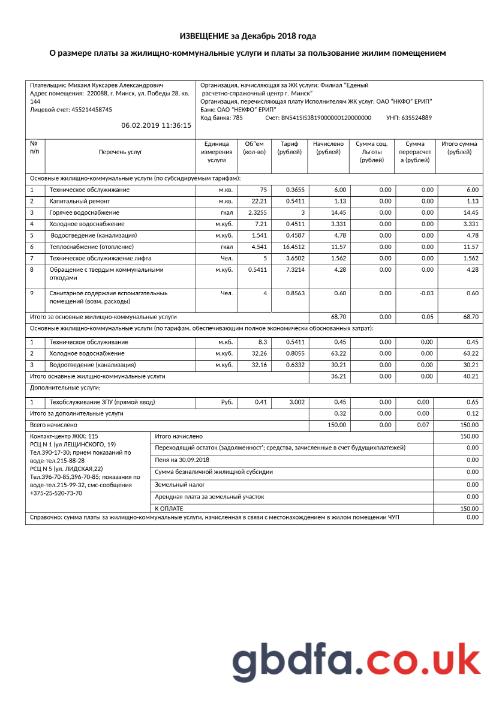 ИЗВЕЩЕНИЕ за Декабрь 2018 года
О размере платы за жилищно-коммунальные услуги и платы за пользование жилим помещением
Плательщик: Михаил Куксарев Александрович
Адрес помещения: 220088, г. Минск, ул. Победы 28, кв. 144
Лицевой счет: 455214458745
06.02.2019 11:36:15
Организация, начисляющая за ЖК услуги: Филиал "Еденый расчетно-справочный центр г. Минск"
Организация, перечисляющая плату Исполнителям ЖК услуг. ОАО "НКФО" ЕРИП"
Банк: ОАО "НЕКФО" ЕРИП"
Код банка: 785 Счет: BN5415IS3819000000120000000 УНП: 635524889
№ п/п Перечень услуг Единица измерения услуги Об"ем (кол-во) Тариф (рублей) Начислено (рублей) Сумма соц. Льготы (рублей) Сумма перерасчет а (рублей) Итого сумма (рублей)
Основные жилищно-коммунальные услуги (по субсидируемым тарифам):
1 Техническое обслуживание м.кв. 75 0.3655 6.00 0.00 0.00 6.00
2 Капитальный ремонт м.кв. 22,21 0.5411 1.13 0.00 0.00 1.13
3 Горячее водоснабжение гкал 2.3255 3 14.45 0.00 0.00 14.45
4 Холодное водоснабжение м.куб. 7.21 0.4511 3.331 0.00 0.00 3.331
5 Водоотведение (канализация) м.куб. 1.541 0.4587 4.78 0.00 0.00 4.78
6 Теплоснабжение (отопление) гкал 4.541 16.4512 11.57 0.00 0.00 11.57
7 Техническое обслуживание лифта Чел. 5 3.6502 1.562 0.00 0.00 1.562
8 Обращение с твердыт коммунальными отходами м.куб. 0.5411 7.3214 4.28 0.00 0.00 4.28
9 Санитарное содержаие вспомагательных помещений (возм. расходы) Чел. 4 0.8563 0.60 0.00 -0.03 0.60
Итого за основные жилищно-коммунальные услуги 68.70 0.00 0.05 68.70
Основные жилищно-коммунальные услуги (по тарифам, обеспечивающим полное экономически обоснованных затрат):
1 Техническое обслуживание м.кб. 8.3 0.5411 0.45 0.00 0.00 0.45
2 Холодное водоснабжение м.куб. 32,26 0.8055 63.22 0.00 0.00 63.22
3 Водоотведение (канализация) м.куб. 32,16 0.6332 30.21 0.00 0.00 30.21
Итого основные жилищно-коммунальные услуги 36.21 0.00 0.00 40.21
Дополнительные услуги:
1 Техобслуживание ЗПУ (прямой ввод) Руб. 0.41 3.002 0.45 0.00 0.00 0.65
Итого за дополнительные услуги 0.32 0.00 0.00 0.12
Всего начислено 150.00 0.00 0.07 150.00
Контакт-центр ЖКХ: 115
РСЦ N 1 (ул ЛЕЩИНСКОГО, 19)
Тел.390-17-30; прием показаний по
воде тел.215-88-28
РСЦ N 5 (ул. ЛИДСКАЯ,22)
Тел.396-70-85,396-70-85; показания по
воде-тел.215-99-23, смс-сообщения
+375-25-520-73-70
Итого начислено 150.00
Переходящий остаток (задолженност'; средства, зачисленные в счет будущихплатежей) 0.00
Пеня на 30.09.2018 0.00
Сумма безналичной жилищной субсидии 0.00
Земельный налог 0.00
Арендная плата за земельный участок 0.00
К ОПЛАТЕ 150.00
Справочно: сумма платы за жилищно-коммунальные услуги, начисленная в связи с местонахождением в жилом помещении ЧУП 0.00
gbdfa.co.uk